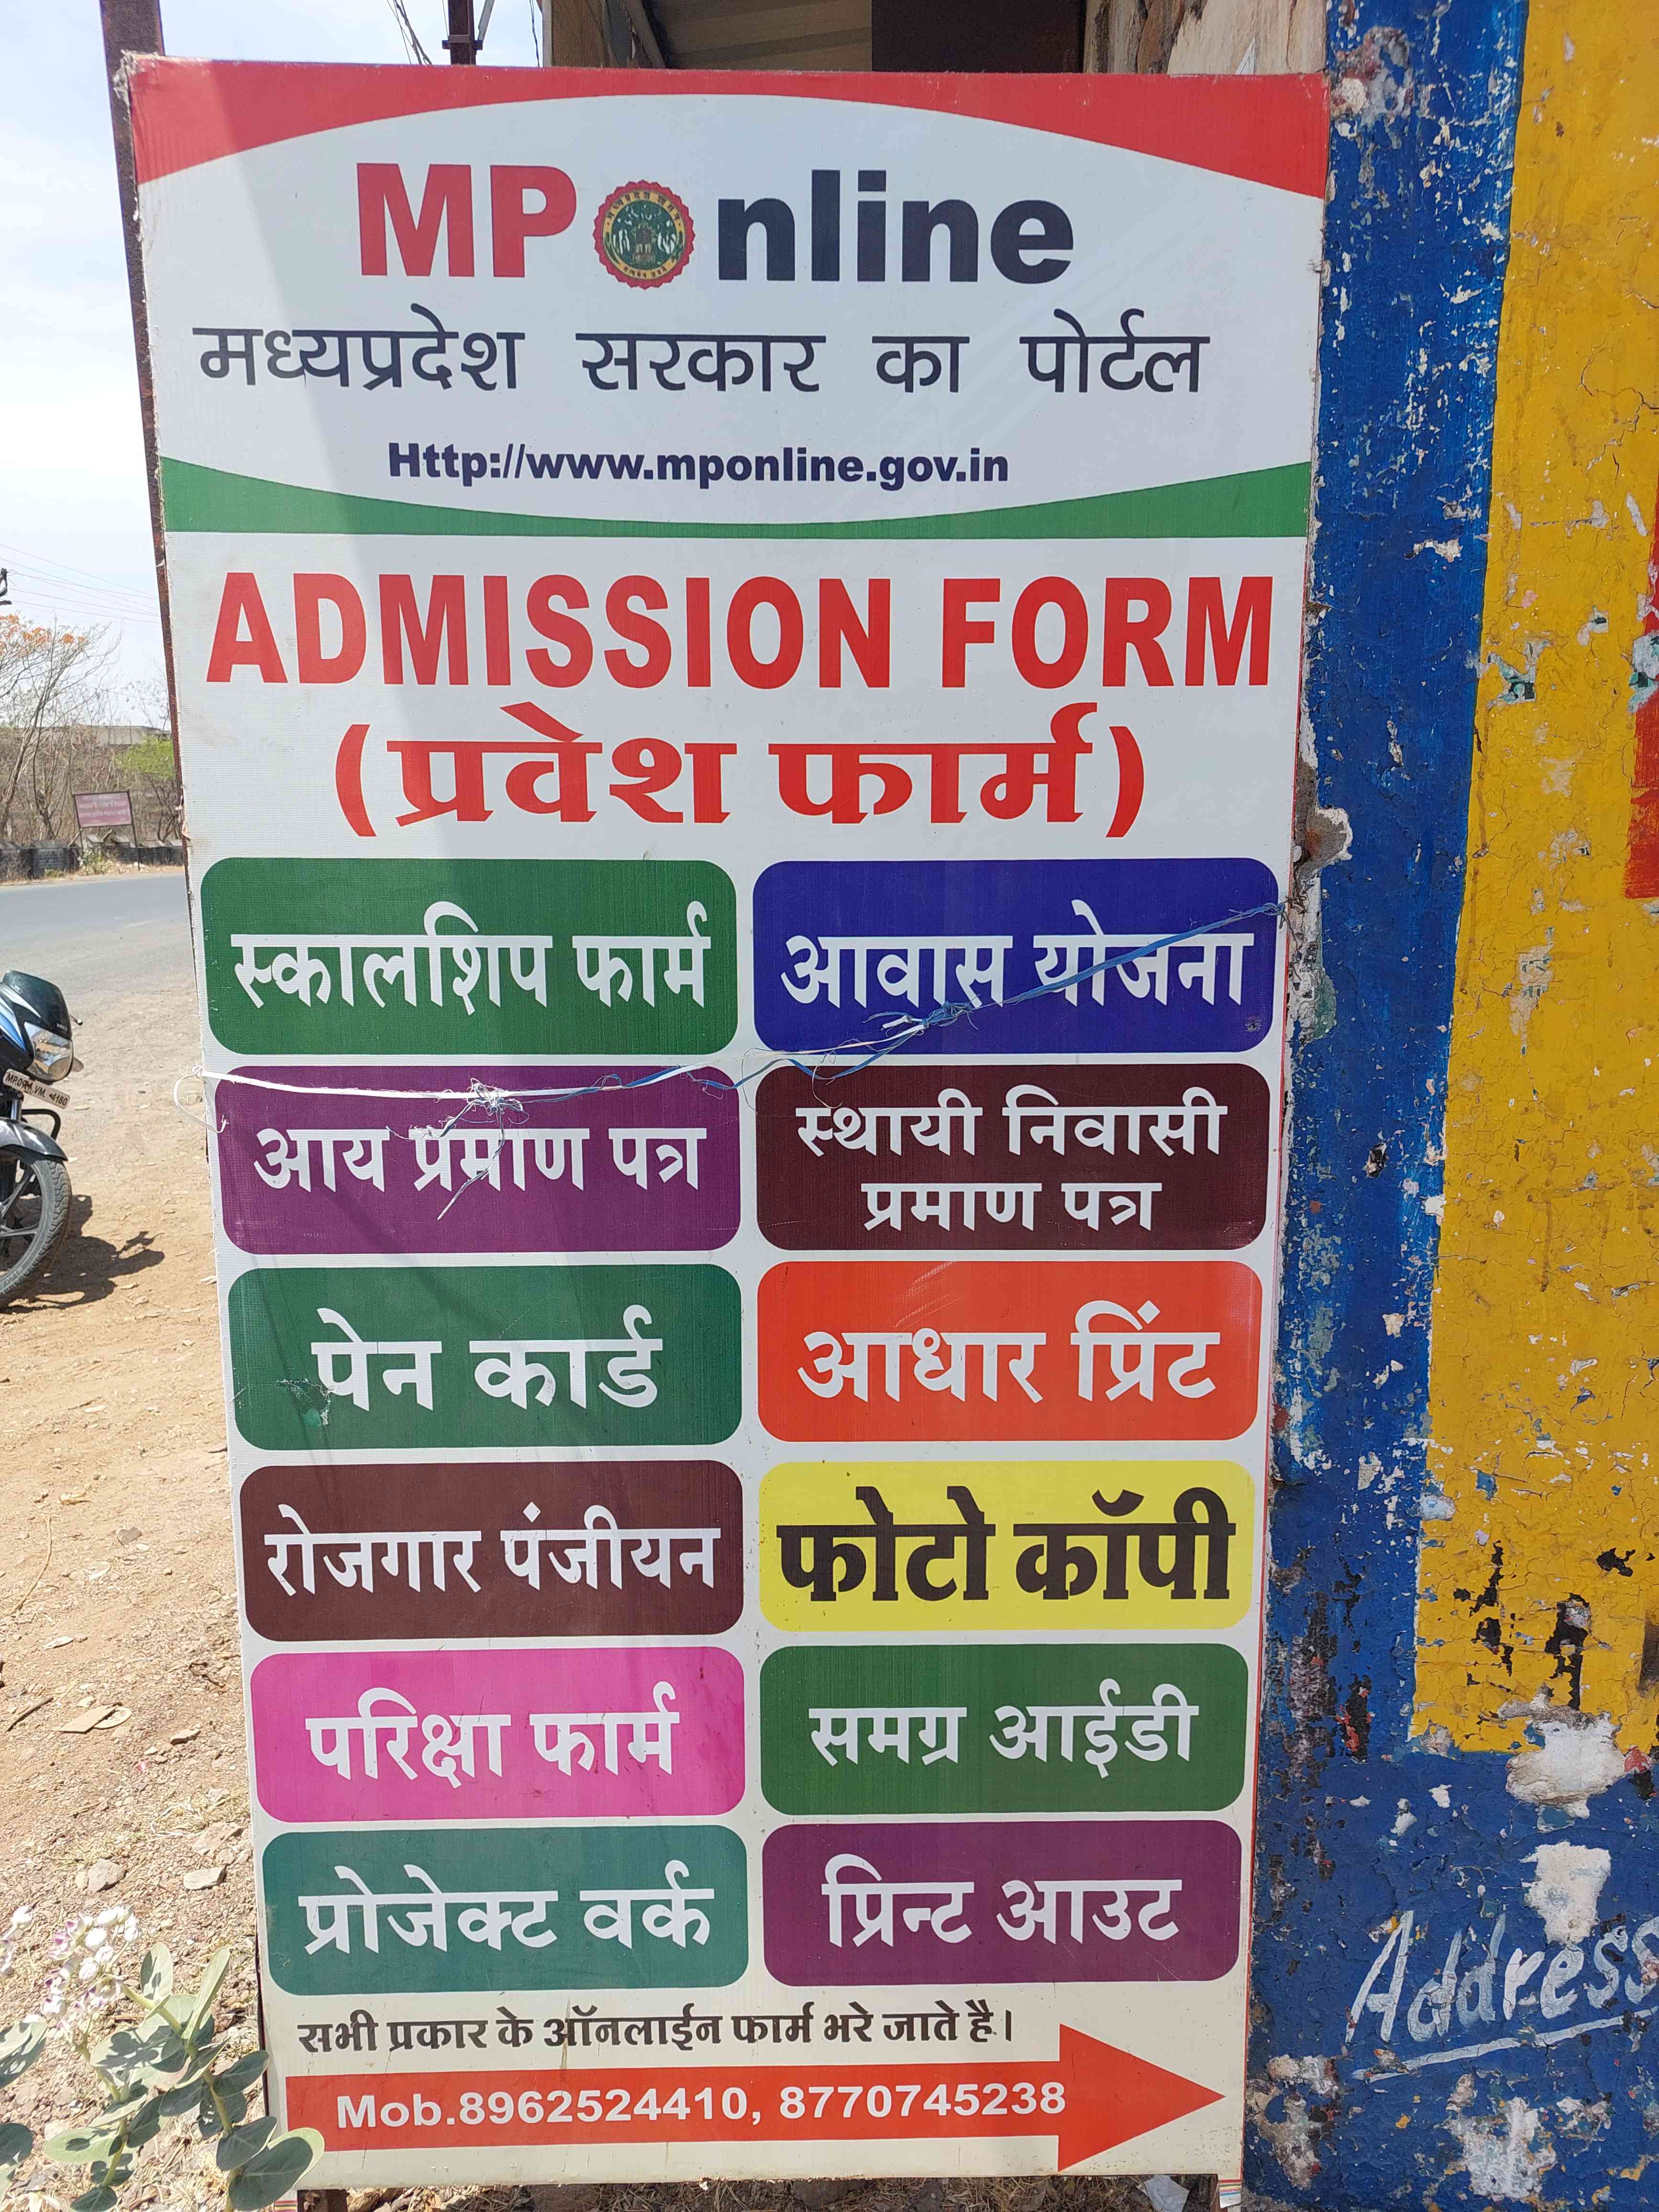 MPOnline
मध्यप्रदेश सरकार का पोर्टल
Http://www.mponline.gov.in
ADMISSION FORM
(प्रवेश फार्म)
स्कालशिप फार्म
आवास योजना
आय प्रमाण पत्र
स्थायी निवासी
प्रमाण पत्र
पेन कार्ड
आधार प्रिंट
रोजगार पंजीयन
फोटो कॉपी
परिक्षा फार्म
समग्र आईडी
प्रोजेक्ट वर्क
प्रिन्ट आउट
सभी प्रकार के ऑनलाईन फार्म भरे जाते है।
Mob.8962524410, 8770745238
Address